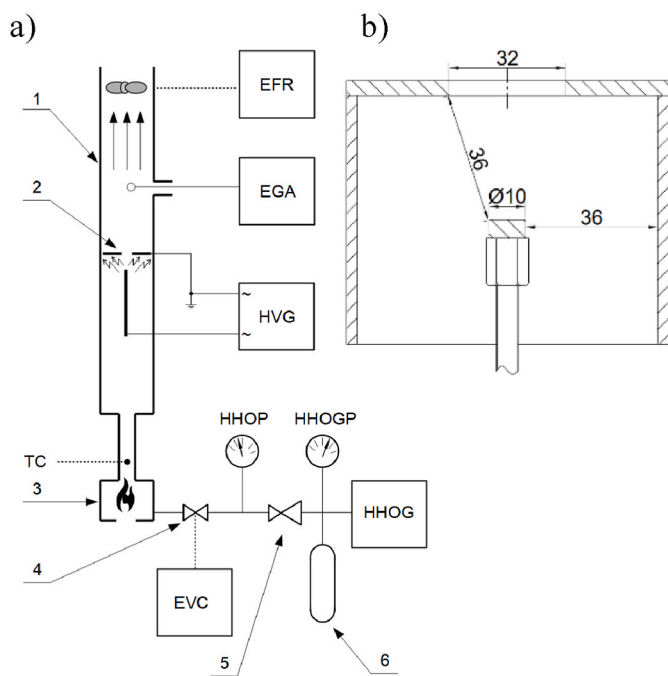 a)
b)
1
EFR
EGA
2
~
HVG
~
32
36
Ø10
36
HHOP
HHOGP
TC
3
HHOG
4
EVC
5
6